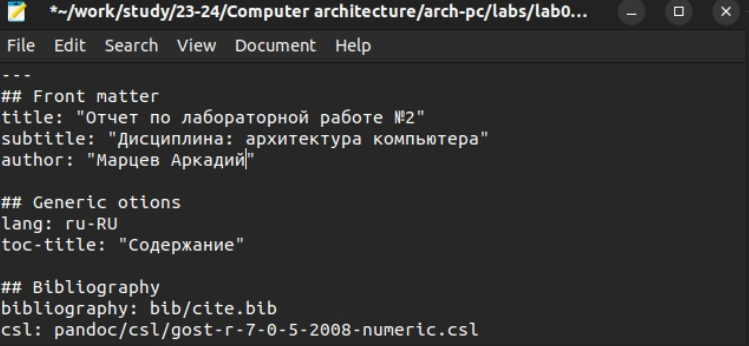 *~/work/study/23-24/Computer architecture/arch-pc/labs/lab0...
File Edit Search View Document Help
---
## Front matter
title: "Отчет по лабораторной работе №2"
subtitle: "Дисциплина: архитектура компьютера"
author: "Марцев Аркадий"
## Generic otions
lang: ru-RU
toc-title: "Содержание"
## Bibliography
bibliography: bib/cite.bib
csl: pandoc/csl/gost-r-7-0-5-2008-numeric.csl